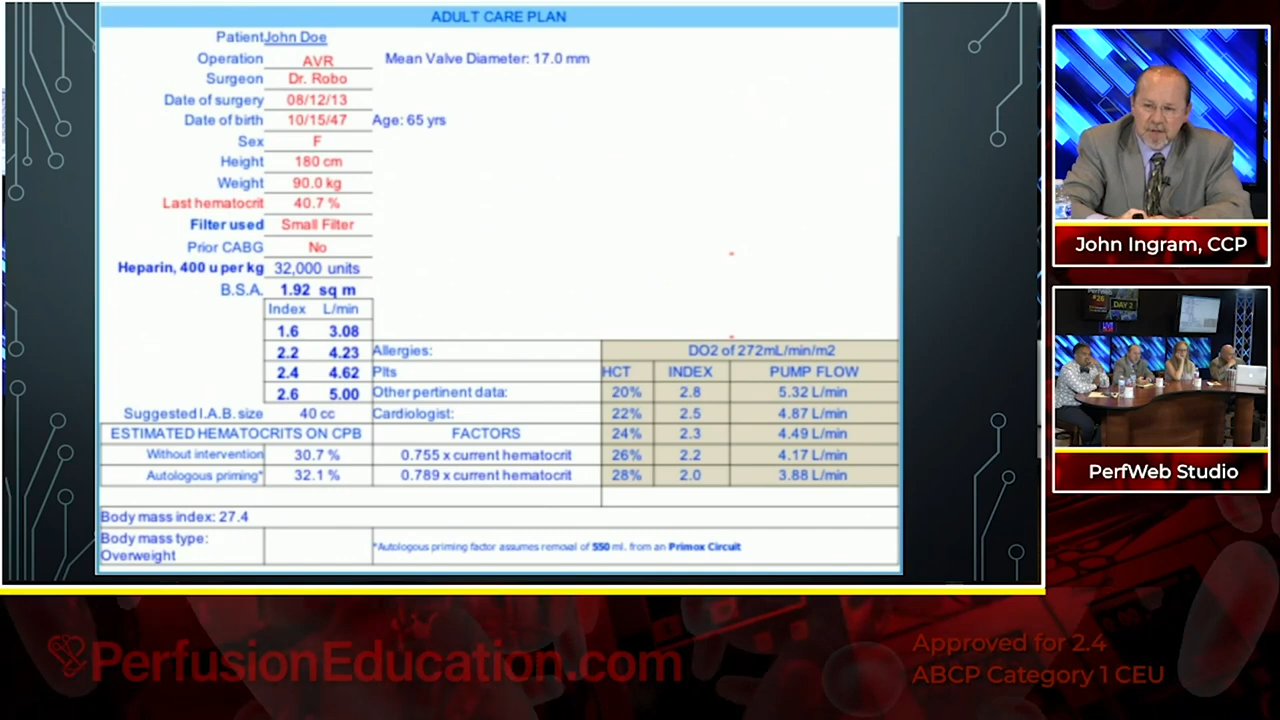 ADULT CARE PLAN
Patient John Doe
Operation AVR Mean Valve Diameter: 17.0 mm
Surgeon Dr. Robo
Date of surgery 08/12/13
Date of birth 10/15/47 Age: 65 yrs
Sex F
Height 180 cm
Weight 90.0 kg
Last hematocrit 40.7 %
Filter used Small Filter
Prior CABG No
Heparin, 400 u per kg 32,000 units
B.S.A. 1.92 sq m
Index L/min
1.6 3.08
2.2 4.23 Allergies: DO2 of 272mL/min/m2
2.4 4.62 Plts HCT INDEX PUMP FLOW
2.6 5.00 Other pertinent data: 20% 2.8 5.32 L/min
Suggested I.A.B. size 40 cc Cardiologist: 22% 2.5 4.87 L/min
ESTIMATED HEMATOCRITS ON CPB FACTORS 24% 2.3 4.49 L/min
Without intervention 30.7 % 0.755 x current hematocrit 26% 2.2 4.17 L/min
Autologous priming* 32.1 % 0.789 x current hematocrit 28% 2.0 3.88 L/min
Body mass index: 27.4
Body mass type:
Overweight
*Autologous priming factor assumes removal of 550 ml. from an Primox Circuit
John Ingram, CCP
DAY 2
PerfWeb Studio
PerfusionEducation.com
Approved for 2.4
ABCP Category 1 CEU